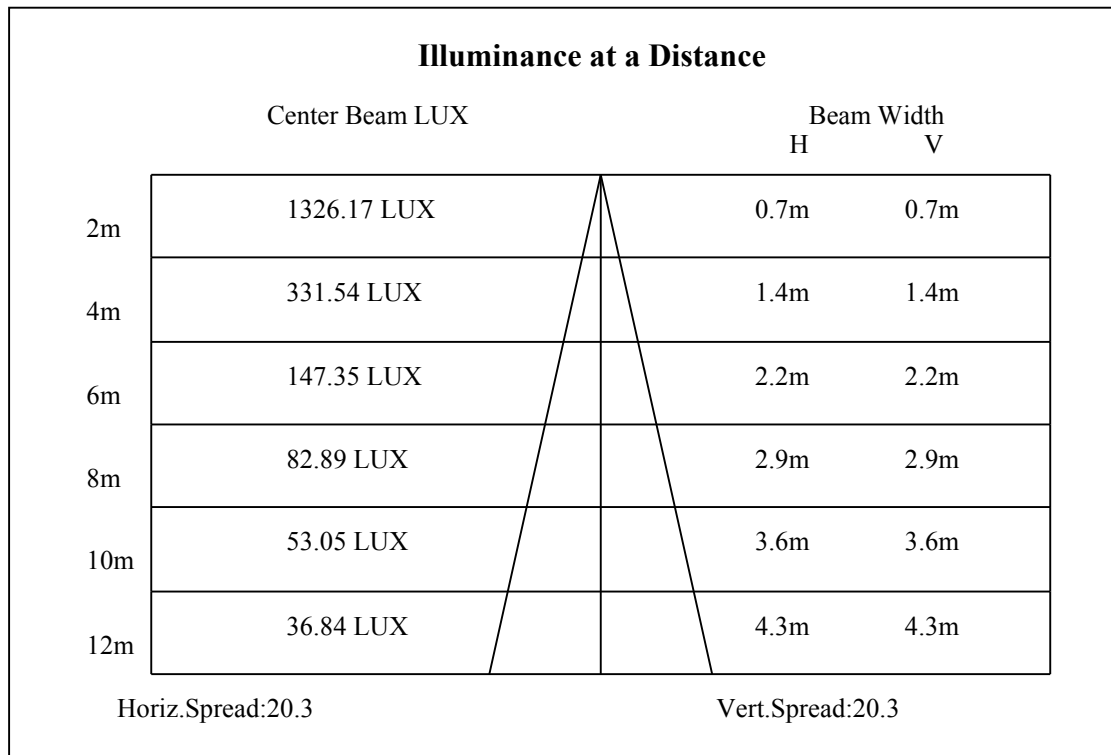 Illuminance at a Distance
Center Beam LUX Beam Width
H V
1326.17 LUX 0.7m 0.7m
2m
331.54 LUX 1.4m 1.4m
4m
147.35 LUX 2.2m 2.2m
6m
82.89 LUX 2.9m 2.9m
8m
53.05 LUX 3.6m 3.6m
10m
36.84 LUX 4.3m 4.3m
12m
Horiz.Spread:20.3 Vert.Spread:20.3